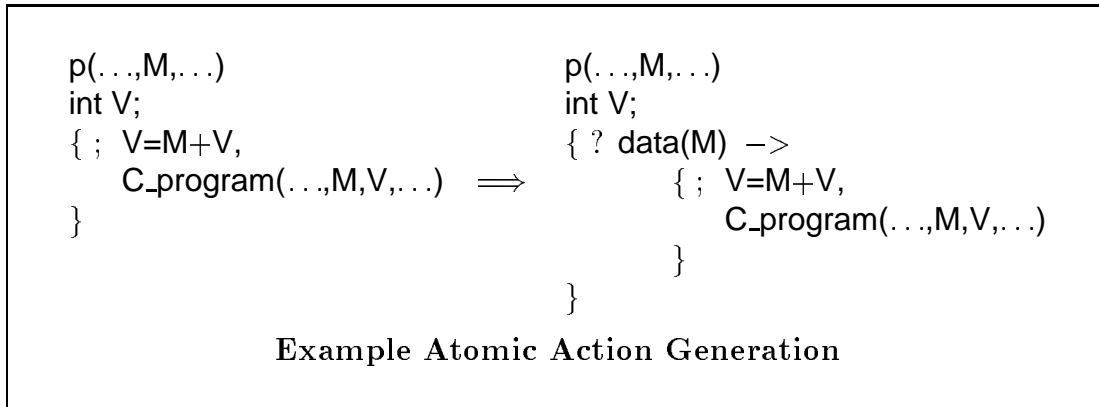 p(...,M,...)
int V;
{ ; V=M+V,
C_program(...,M,V,...)
}
⟹
p(...,M,...)
int V;
{ ? data(M) −>
{ ; V=M+V,
C_program(...,M,V,...)
}
}
Example Atomic Action Generation